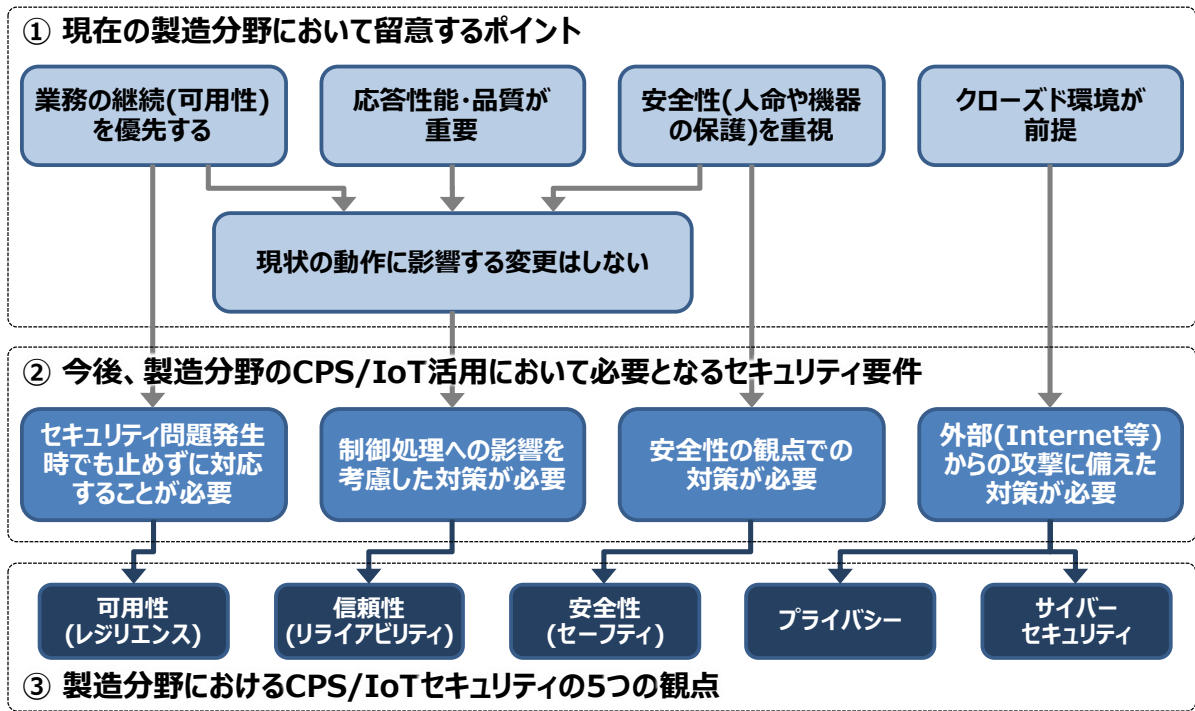 ① 現在の製造分野において留意するポイント
業務の継続(可用性)
を優先する
応答性能・品質が
重要
安全性(人命や機器
の保護)を重視
クローズド環境が
前提
現状の動作に影響する変更はしない
② 今後、製造分野のCPS/IoT活用において必要となるセキュリティ要件
セキュリティ問題発生
時でも止めずに対応
することが必要
制御処理への影響を
考慮した対策が必要
安全性の観点での
対策が必要
外部(Internet等)
からの攻撃に備えた
対策が必要
可用性
(レジリエンス)
信頼性
(リライアビリティ)
安全性
(セーフティ)
プライバシー
サイバー
セキュリティ
③ 製造分野におけるCPS/IoTセキュリティの5つの観点